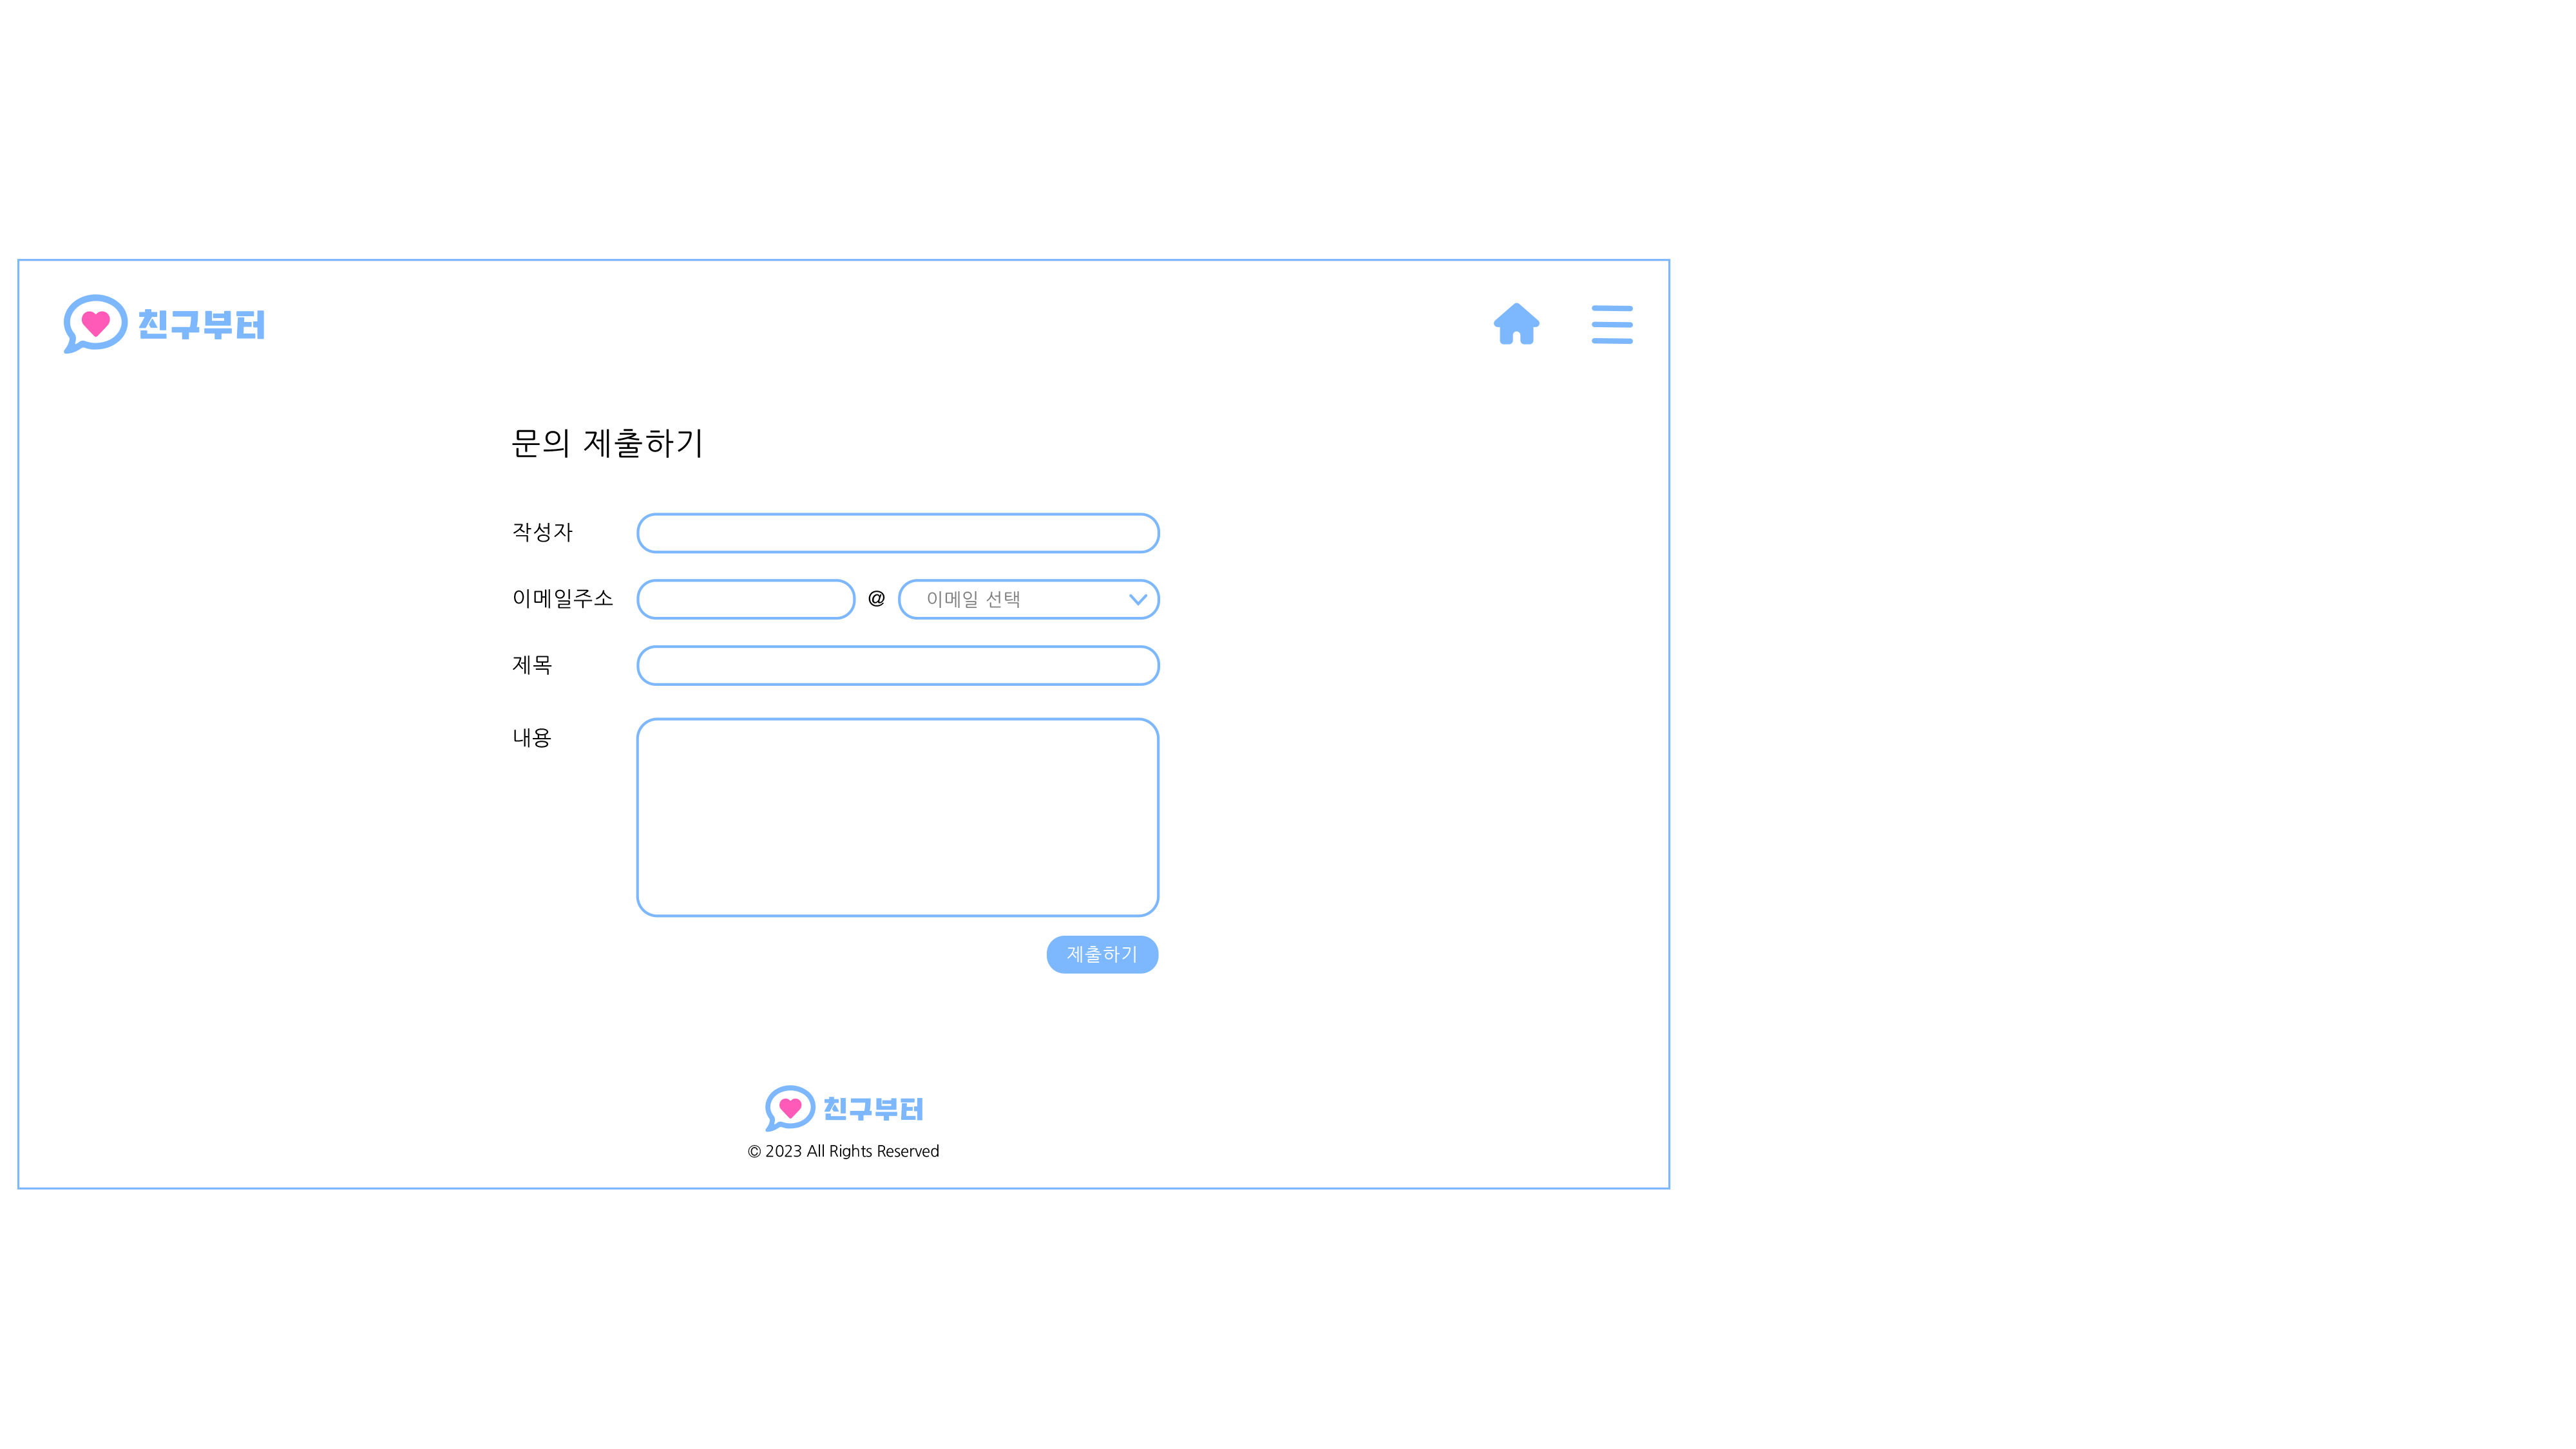 친구부터
문의 제출하기
작성자
이메일주소 @ 이메일 선택
제목
내용
제출하기
친구부터
© 2023 All Rights Reserved